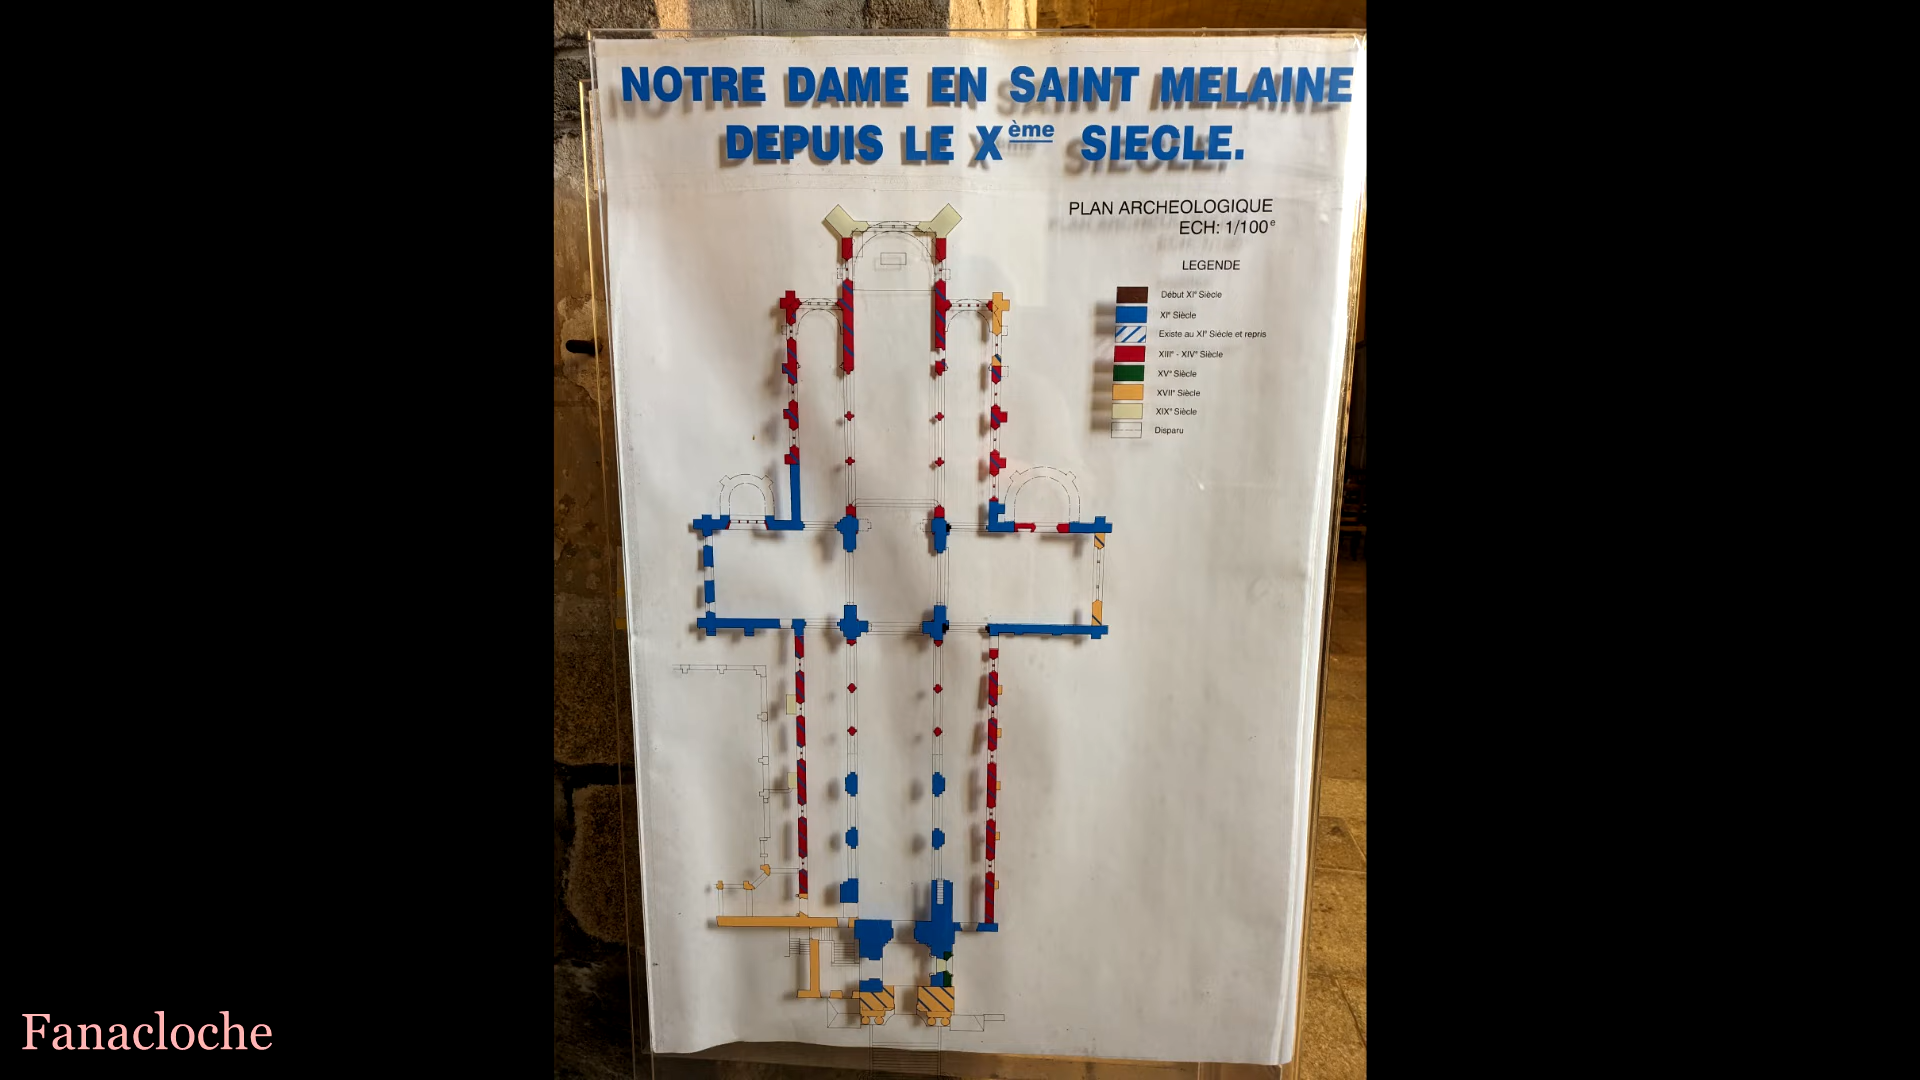 NOTRE DAME EN SAINT MELAINE
DEPUIS LE Xème SIECLE.
PLAN ARCHEOLOGIQUE
ECH: 1/100e
LEGENDE
Début XIe Siècle
XIe Siècle
Existe au XIe Siècle et repris
XIIIe - XIVe Siècle
XVe Siècle
XVIIe Siècle
XIXe Siècle
Disparu
Fanacloche